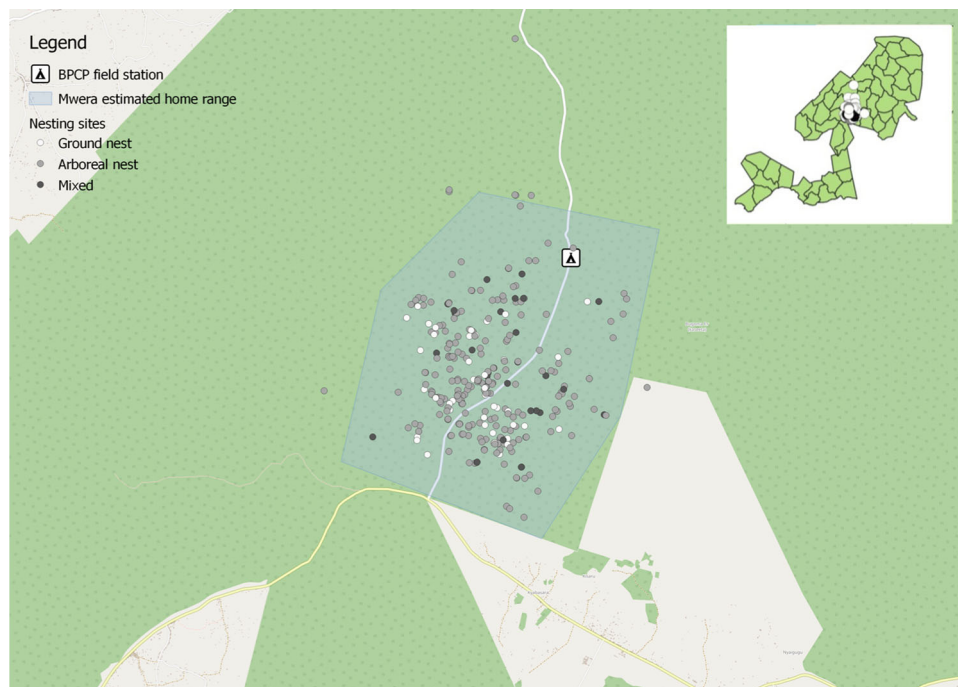 Legend
BPCP field station
Mwera estimated home range
Nesting sites
Ground nest
Arboreal nest
Mixed